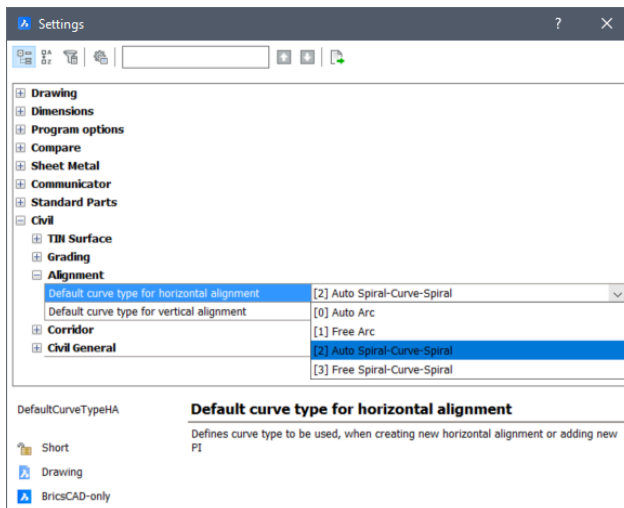 Settings
?
Drawing
Dimensions
Program options
Compare
Sheet Metal
Communicator
Standard Parts
Civil
TIN Surface
Grading
Alignment
Default curve type for horizontal alignment [2] Auto Spiral-Curve-Spiral
Default curve type for vertical alignment [0] Auto Arc
Corridor [1] Free Arc
Civil General [2] Auto Spiral-Curve-Spiral
[3] Free Spiral-Curve-Spiral
DefaultCurveTypeHA
Short
Drawing
BricsCAD-only
Default curve type for horizontal alignment
Defines curve type to be used, when creating new horizontal alignment or adding new
PI